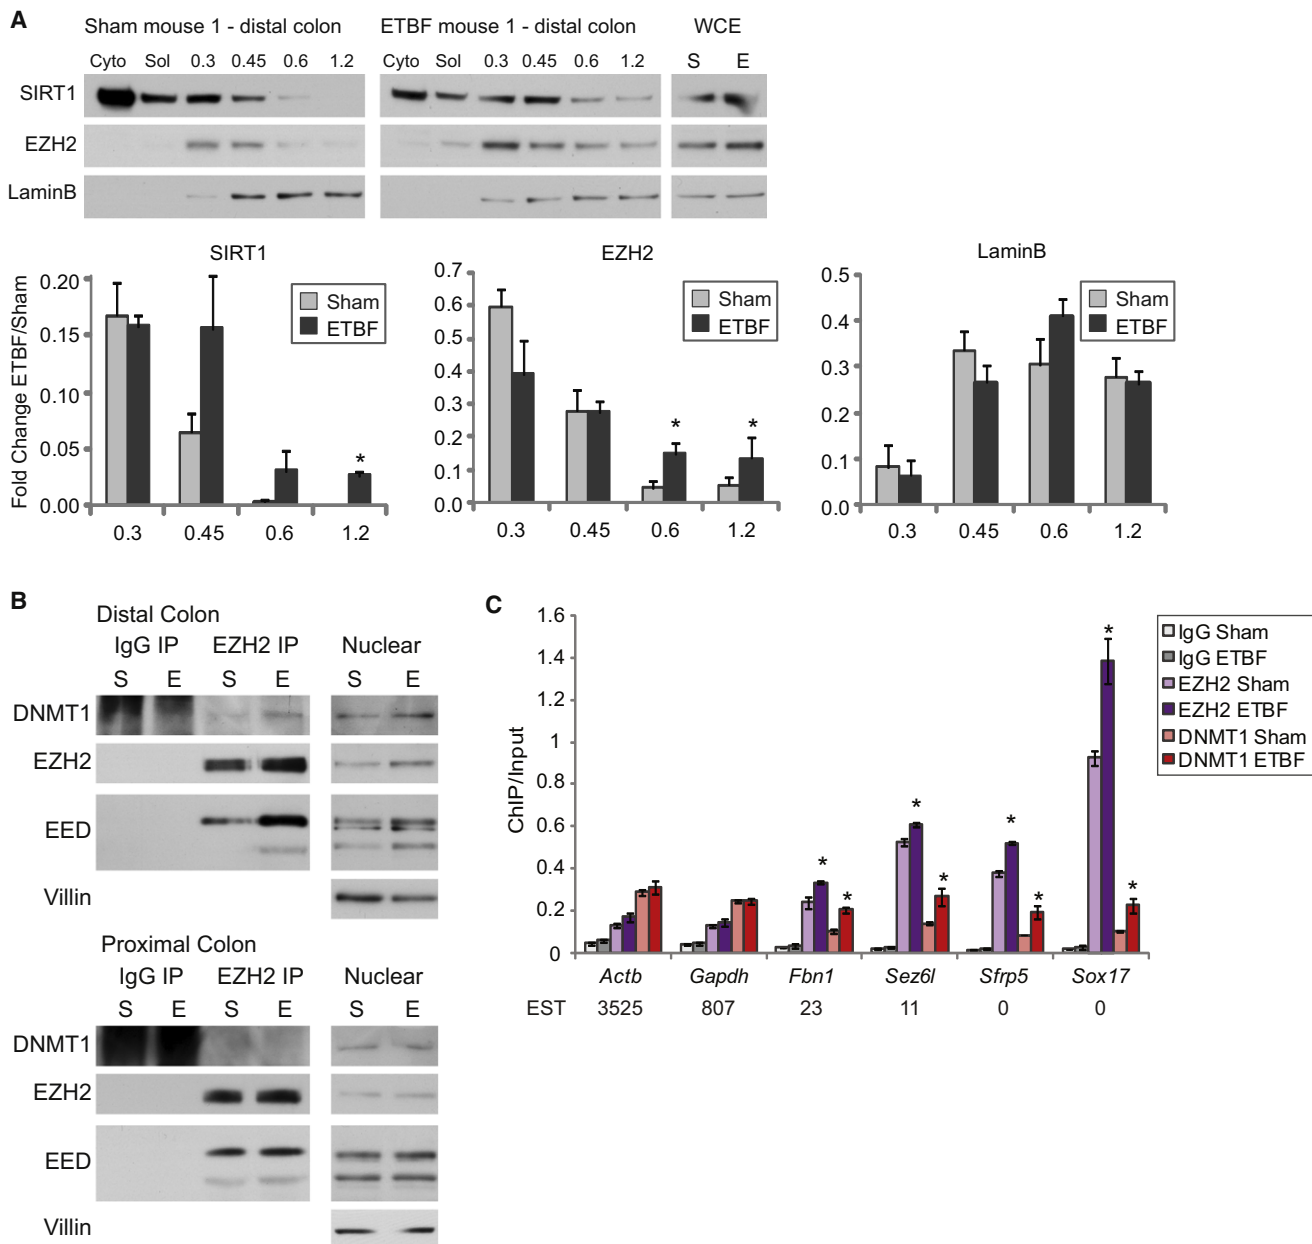 A
Sham mouse 1 - distal colon
ETBF mouse 1 - distal colon
WCE
Cyto Sol 0.3 0.45 0.6 1.2
Cyto Sol 0.3 0.45 0.6 1.2
S E
SIRT1
EZH2
LaminB
SIRT1
Fold Change ETBF/Sham
0.20
0.15
0.10
0.05
0.00
Sham
ETBF
*
0.3 0.45 0.6 1.2
EZH2
0.7
0.6
0.5
0.4
0.3
0.2
0.1
0.0
Sham
ETBF
* *
0.3 0.45 0.6 1.2
LaminB
0.5
0.4
0.3
0.2
0.1
0.0
Sham
ETBF
0.3 0.45 0.6 1.2
B
Distal Colon
IgG IP EZH2 IP Nuclear
S E S E S E
DNMT1
EZH2
EED
Villin
Proximal Colon
IgG IP EZH2 IP Nuclear
S E S E S E
DNMT1
EZH2
EED
Villin
C
ChIP/Input
1.6
1.4
1.2
1
0.8
0.6
0.4
0.2
0
* * * * * * * *
IgG Sham
IgG ETBF
EZH2 Sham
EZH2 ETBF
DNMT1 Sham
DNMT1 ETBF
Actb Gapdh Fbn1 Sez6l Sfrp5 Sox17
EST 3525 807 23 11 0 0